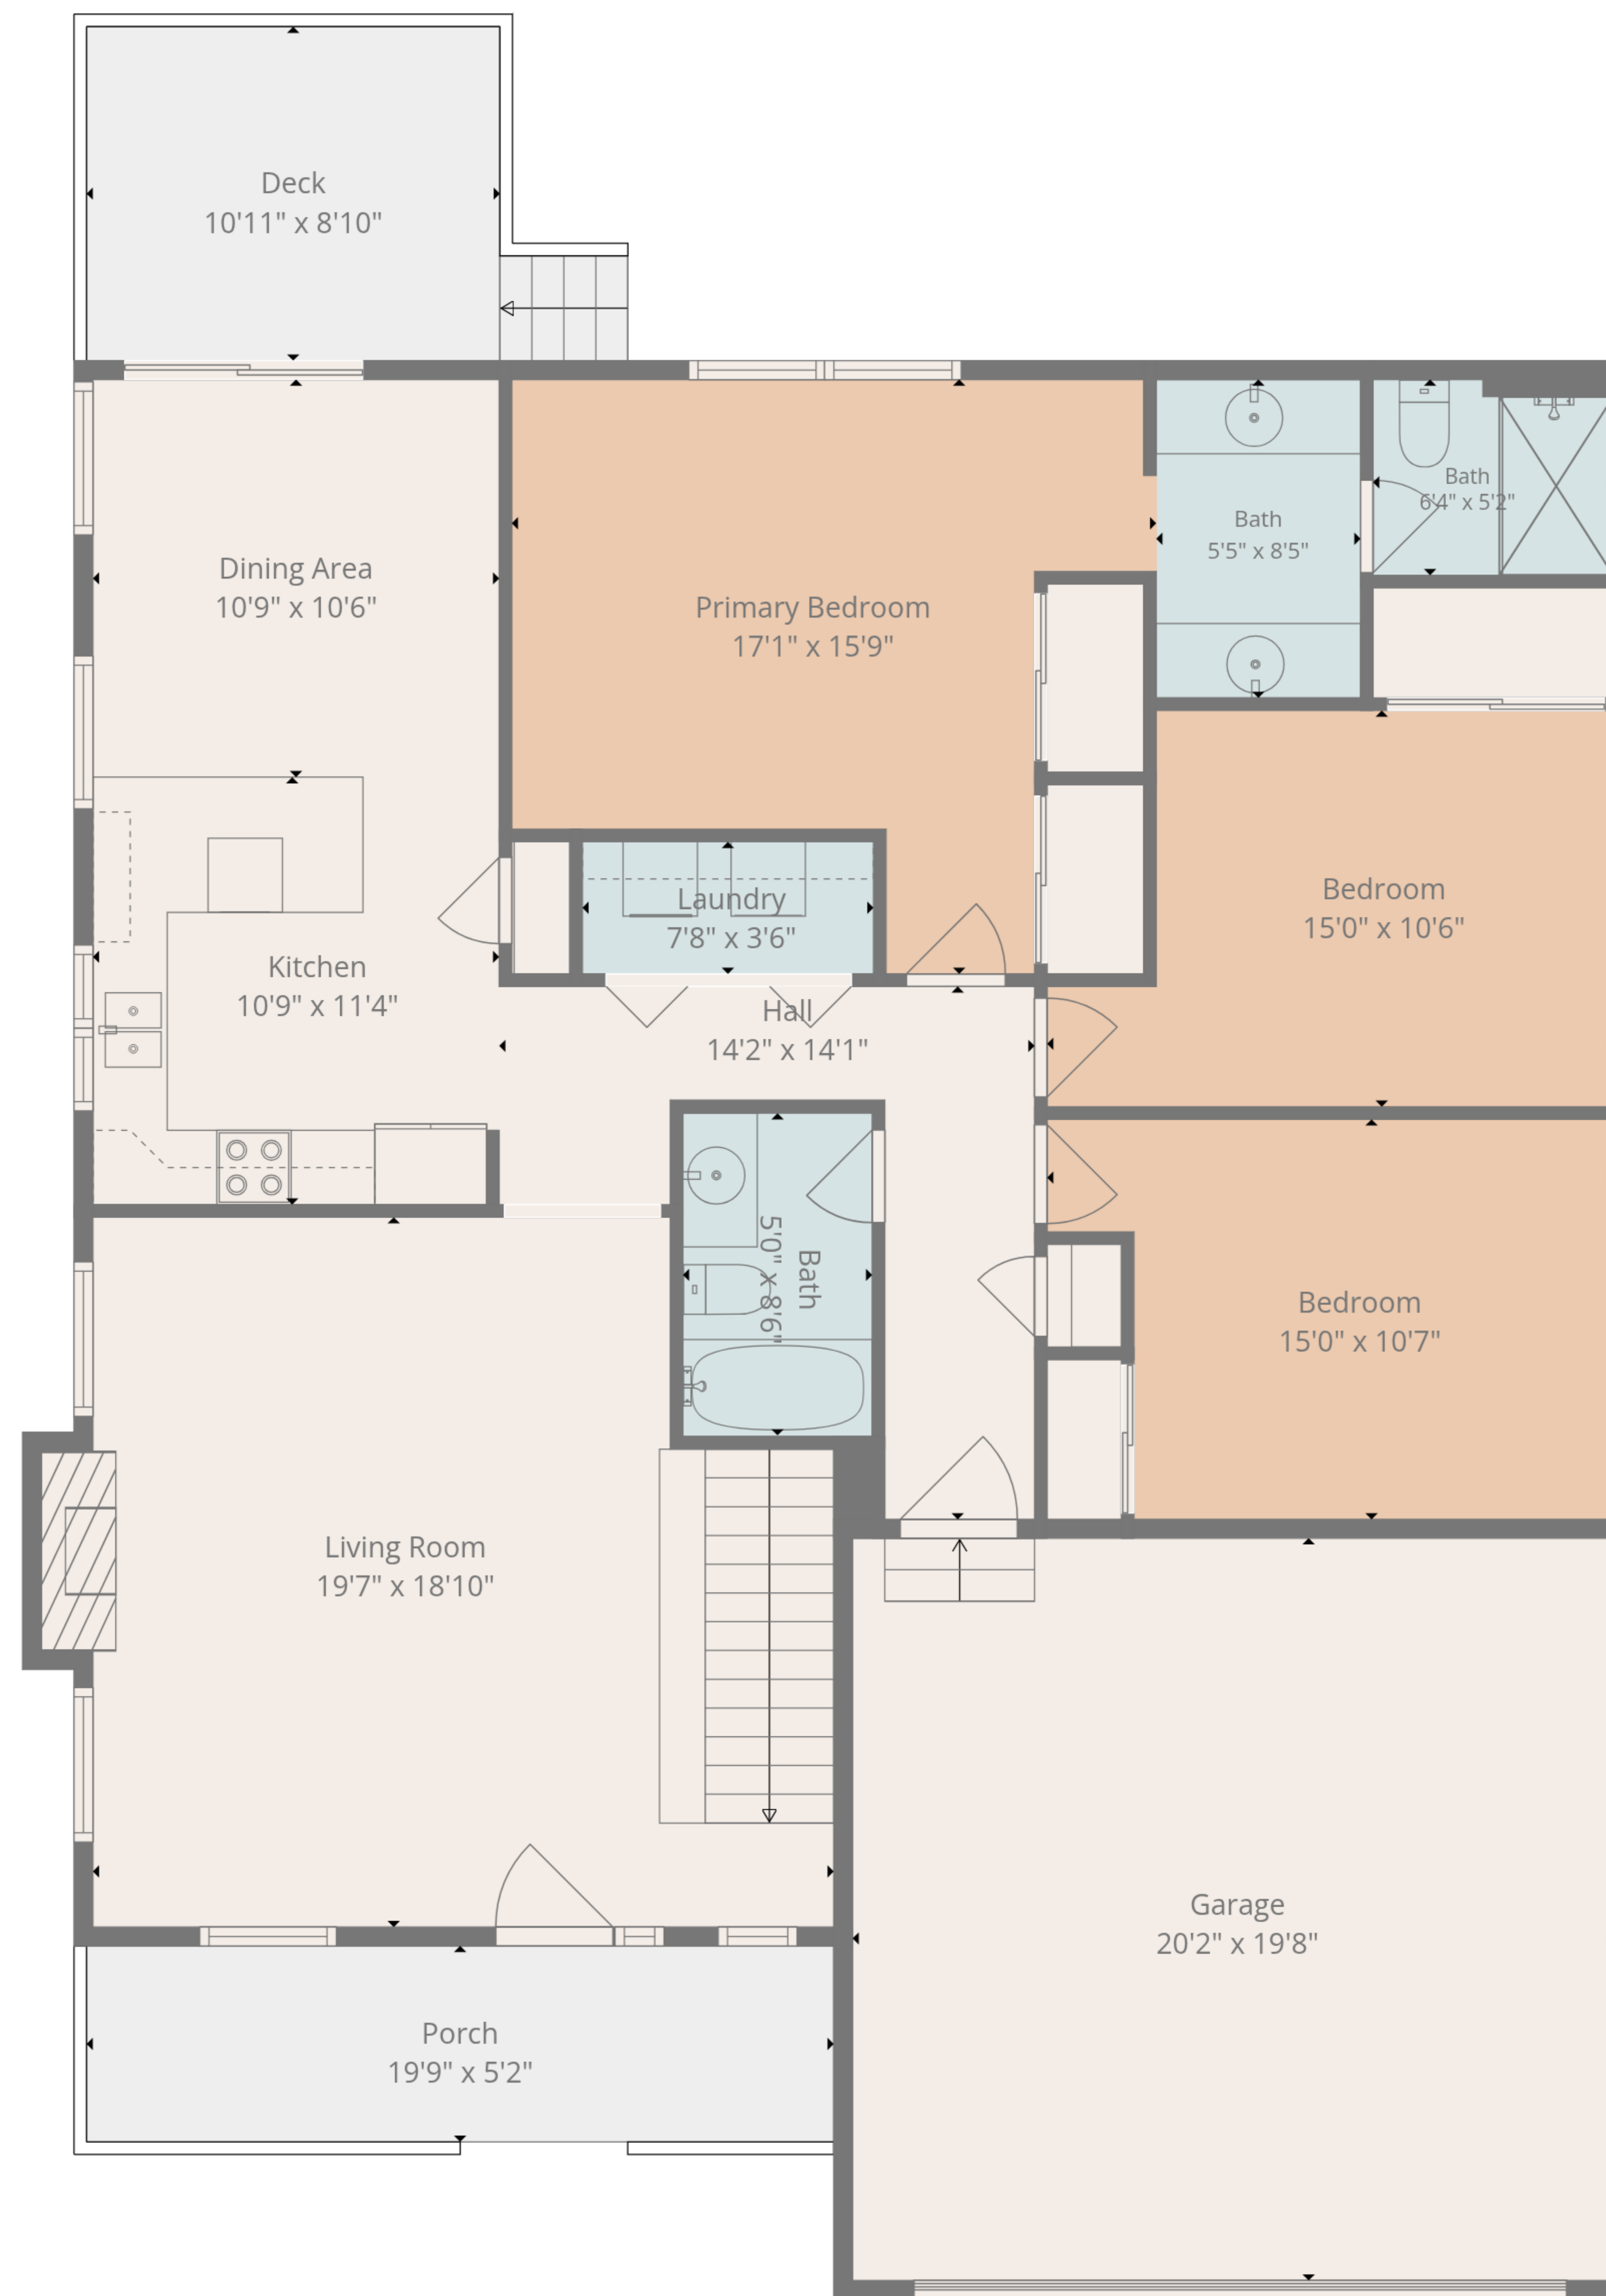 Deck
10'11" x 8'10"
Bath
6'4" x 5'2"
Bath
5'5" x 8'5"
Dining Area
10'9" x 10'6"
Primary Bedroom
17'1" x 15'9"
Laundry
7'8" x 3'6"
Bedroom
15'0" x 10'6"
Kitchen
10'9" x 11'4"
Hall
14'2" x 14'1"
Bath
5'0" x 8'6"
Bedroom
15'0" x 10'7"
Living Room
19'7" x 18'10"
Garage
20'2" x 19'8"
Porch
19'9" x 5'2"